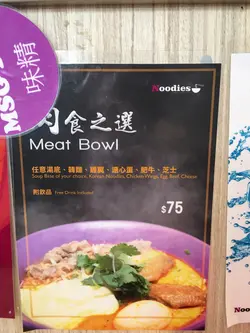 MSG
味精
Noodies
肉食之選
Meat Bowl
任意湯底、韓麵、雞翼、溏心蛋、肥牛、芝士
Soup Base of your choice, Korean Noodles, Chicken Wings, Egg, Beef, Cheese
附飲品 Free Drink Included
$75